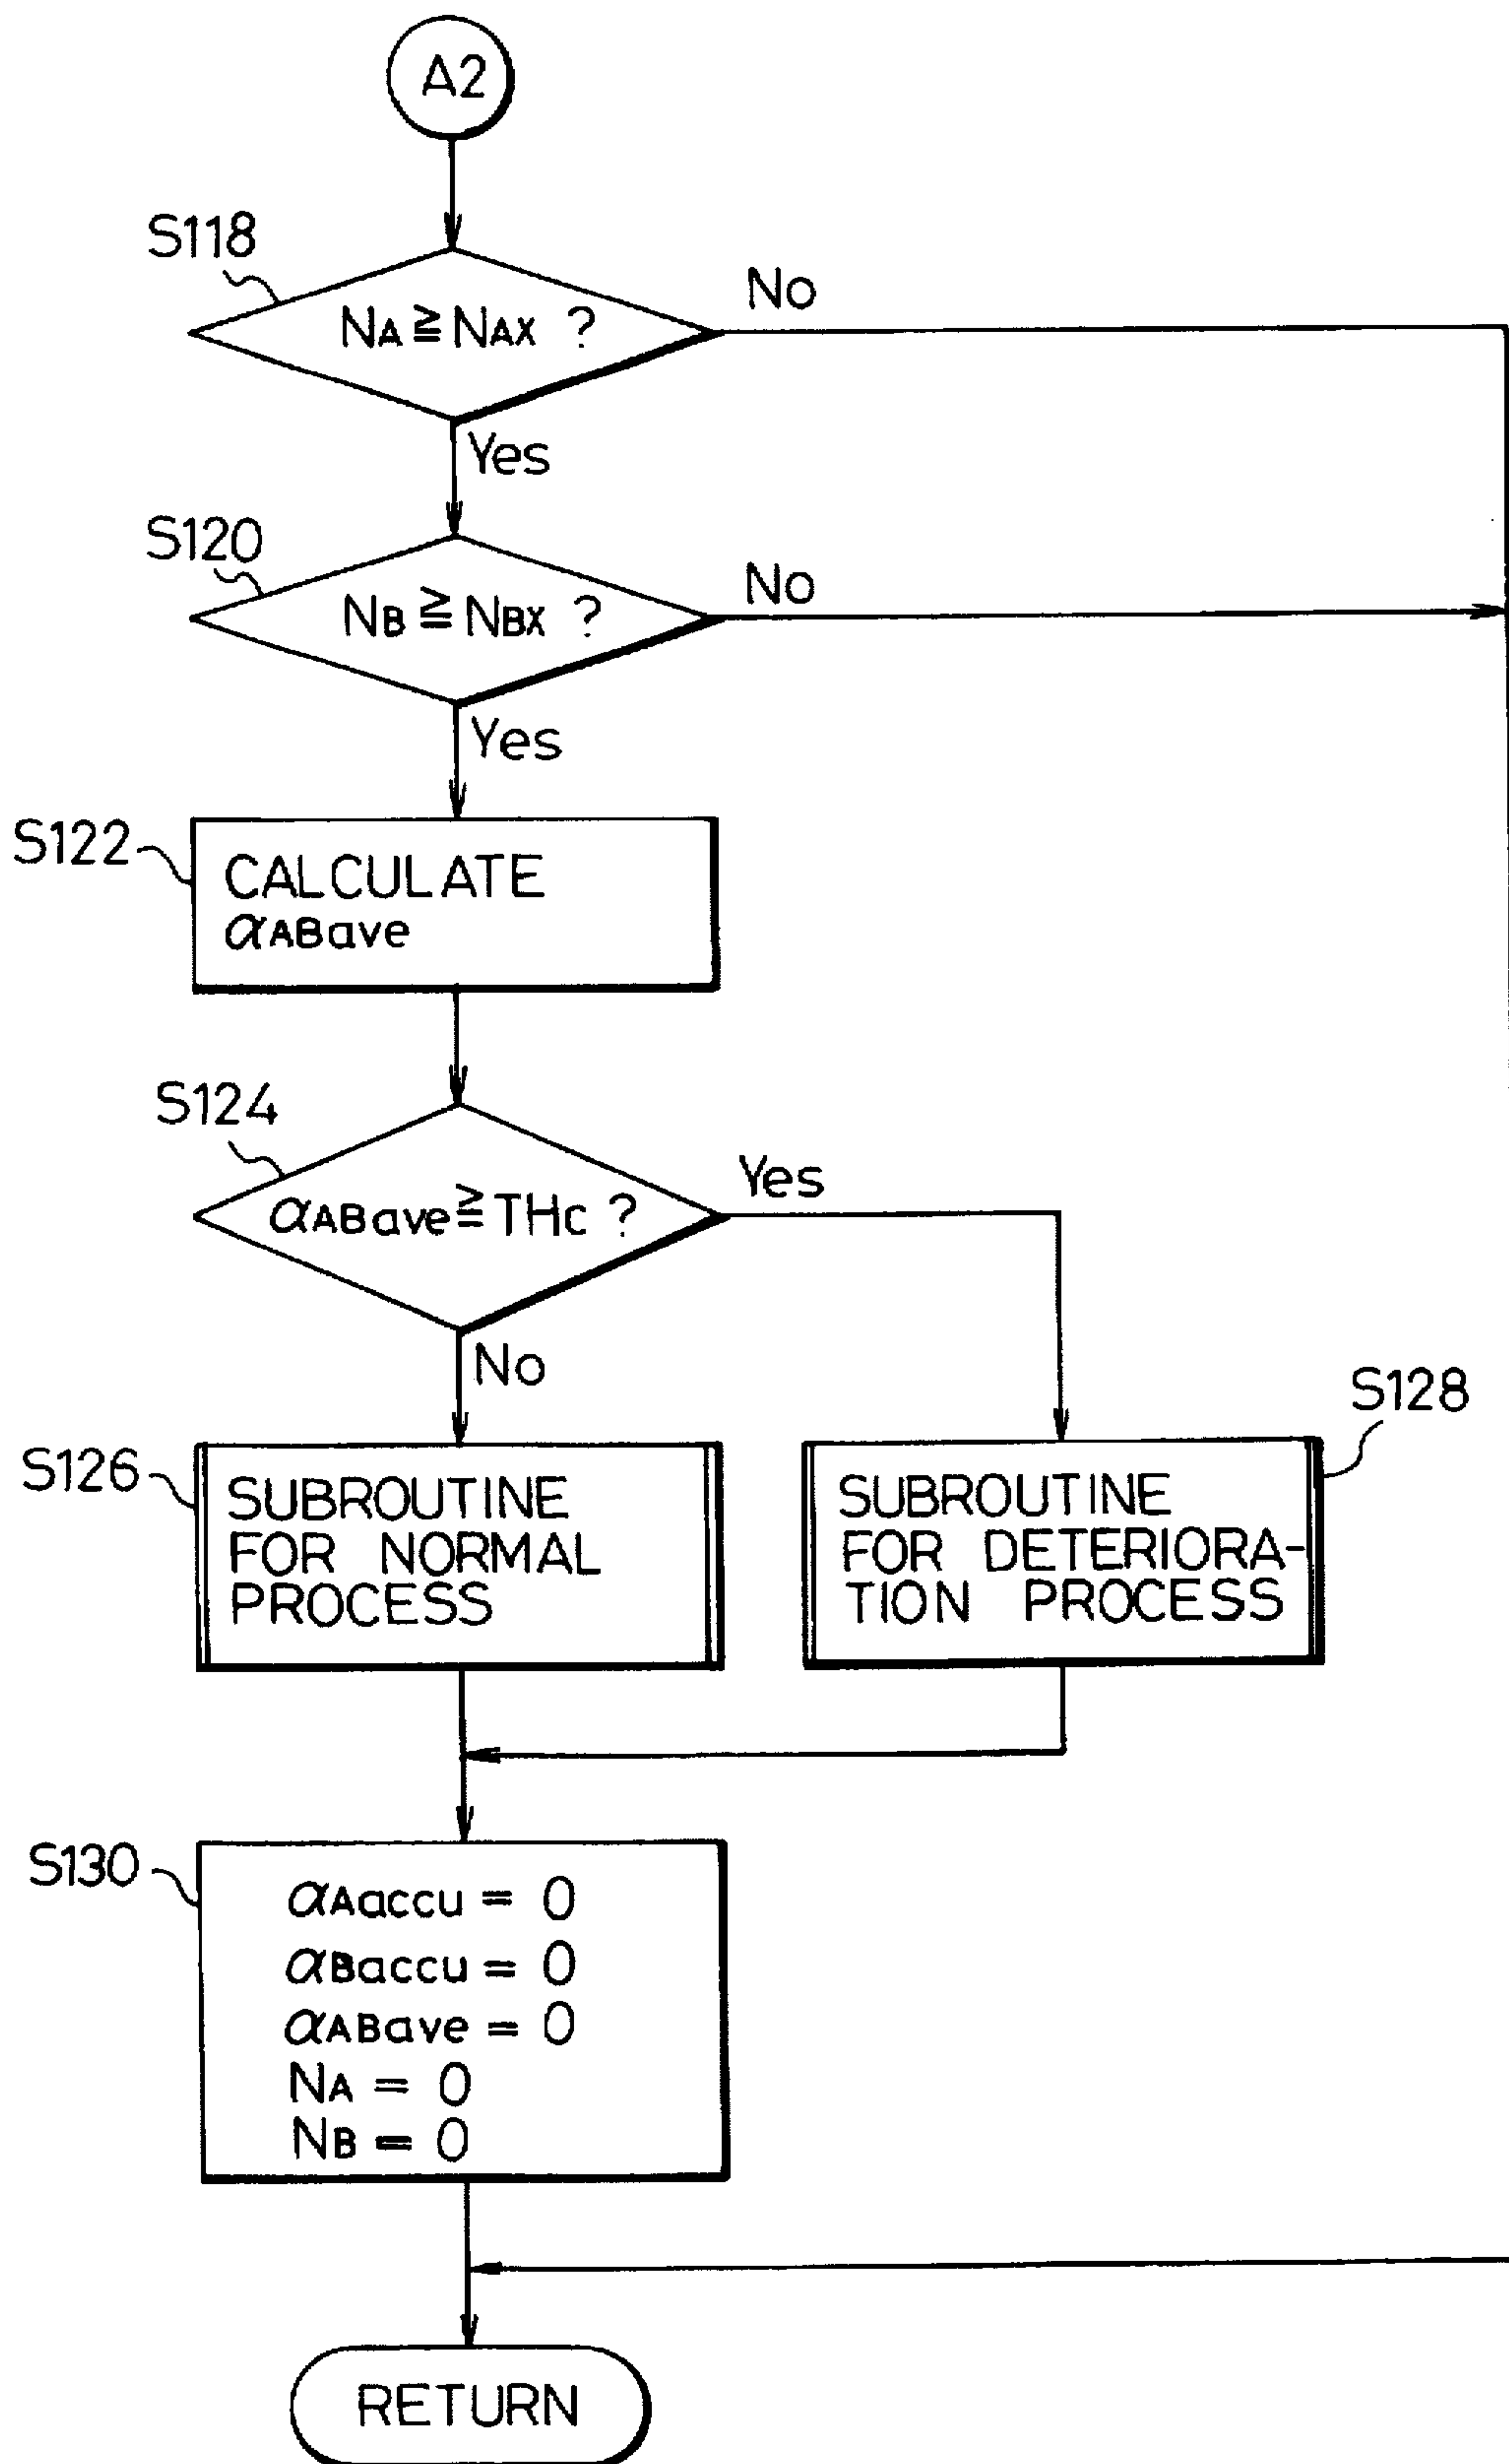 A2
S118
NA ≧ NAX ?
No
Yes
S120
NB ≧ NBX ?
No
Yes
S122
CALCULATE
αABave
S124
αABave ≧ THC ?
Yes
No
S126
SUBROUTINE
FOR NORMAL
PROCESS
S128
SUBROUTINE
FOR DETERIORA-
TION PROCESS
S130
αAaccu = 0
αBaccu = 0
αABave = 0
NA = 0
NB = 0
RETURN